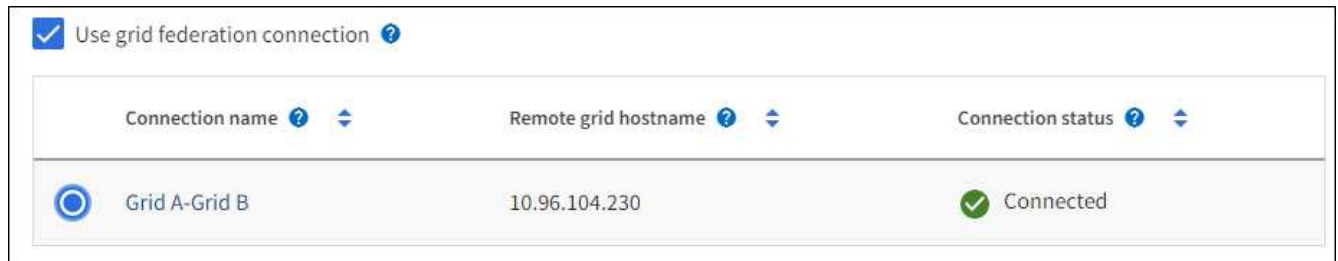 Use grid federation connection
Connection name Remote grid hostname Connection status
Grid A-Grid B 10.96.104.230 Connected